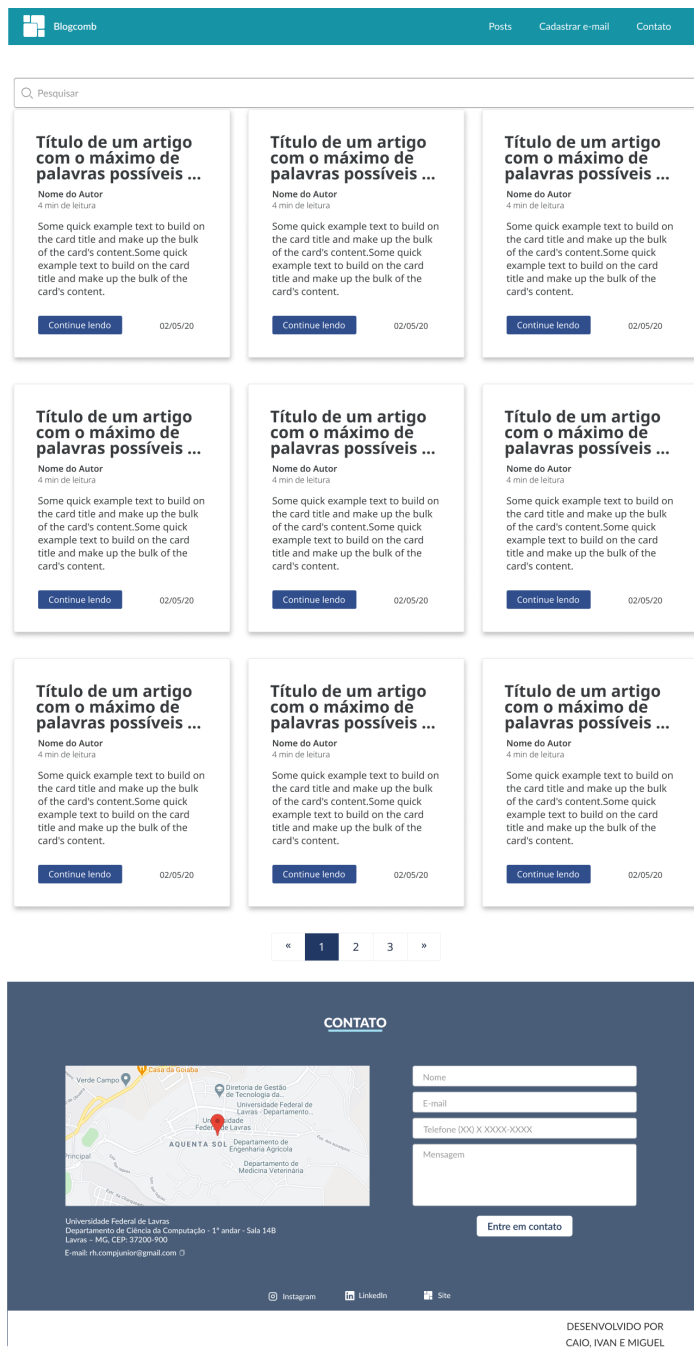 Blogcomb
Posts Cadastrar e-mail Contato
Pesquisar
Título de um artigo
com o máximo de
palavras possíveis ...
Nome do Autor
4 min de leitura
Some quick example text to build on
the card title and make up the bulk
of the card's content.Some quick
example text to build on the card
title and make up the bulk of the
card's content.
Continue lendo 02/05/20
Título de um artigo
com o máximo de
palavras possíveis ...
Nome do Autor
4 min de leitura
Some quick example text to build on
the card title and make up the bulk
of the card's content.Some quick
example text to build on the card
title and make up the bulk of the
card's content.
Continue lendo 02/05/20
Título de um artigo
com o máximo de
palavras possíveis ...
Nome do Autor
4 min de leitura
Some quick example text to build on
the card title and make up the bulk
of the card's content.Some quick
example text to build on the card
title and make up the bulk of the
card's content.
Continue lendo 02/05/20
Título de um artigo
com o máximo de
palavras possíveis ...
Nome do Autor
4 min de leitura
Some quick example text to build on
the card title and make up the bulk
of the card's content.Some quick
example text to build on the card
title and make up the bulk of the
card's content.
Continue lendo 02/05/20
Título de um artigo
com o máximo de
palavras possíveis ...
Nome do Autor
4 min de leitura
Some quick example text to build on
the card title and make up the bulk
of the card's content.Some quick
example text to build on the card
title and make up the bulk of the
card's content.
Continue lendo 02/05/20
Título de um artigo
com o máximo de
palavras possíveis ...
Nome do Autor
4 min de leitura
Some quick example text to build on
the card title and make up the bulk
of the card's content.Some quick
example text to build on the card
title and make up the bulk of the
card's content.
Continue lendo 02/05/20
Título de um artigo
com o máximo de
palavras possíveis ...
Nome do Autor
4 min de leitura
Some quick example text to build on
the card title and make up the bulk
of the card's content.Some quick
example text to build on the card
title and make up the bulk of the
card's content.
Continue lendo 02/05/20
Título de um artigo
com o máximo de
palavras possíveis ...
Nome do Autor
4 min de leitura
Some quick example text to build on
the card title and make up the bulk
of the card's content.Some quick
example text to build on the card
title and make up the bulk of the
card's content.
Continue lendo 02/05/20
Título de um artigo
com o máximo de
palavras possíveis ...
Nome do Autor
4 min de leitura
Some quick example text to build on
the card title and make up the bulk
of the card's content.Some quick
example text to build on the card
title and make up the bulk of the
card's content.
Continue lendo 02/05/20
« 1 2 3 »
CONTATO
Casa da Goiaba
Verde Campo
Diretoria de Gestão
de Tecnologia da...
Universidade Federal de
Lavras - Departamento...
Universidade
Federal de Lavras
AQUENTA SOL
Departamento de
Engenharia Agrícola
Principal
Departamento de
Medicina Veterinária
Universidade Federal de Lavras
Departamento de Ciência da Computação - 1º andar - Sala 14B
Lavras – MG, CEP: 37200-900
E-mail: rh.compjunior@gmail.com
Nome
E-mail
Telefone (XX) X XXXX-XXXX
Mensagem
Entre em contato
Instagram LinkedIn Site
DESENVOLVIDO POR
CAIO, IVAN E MIGUEL